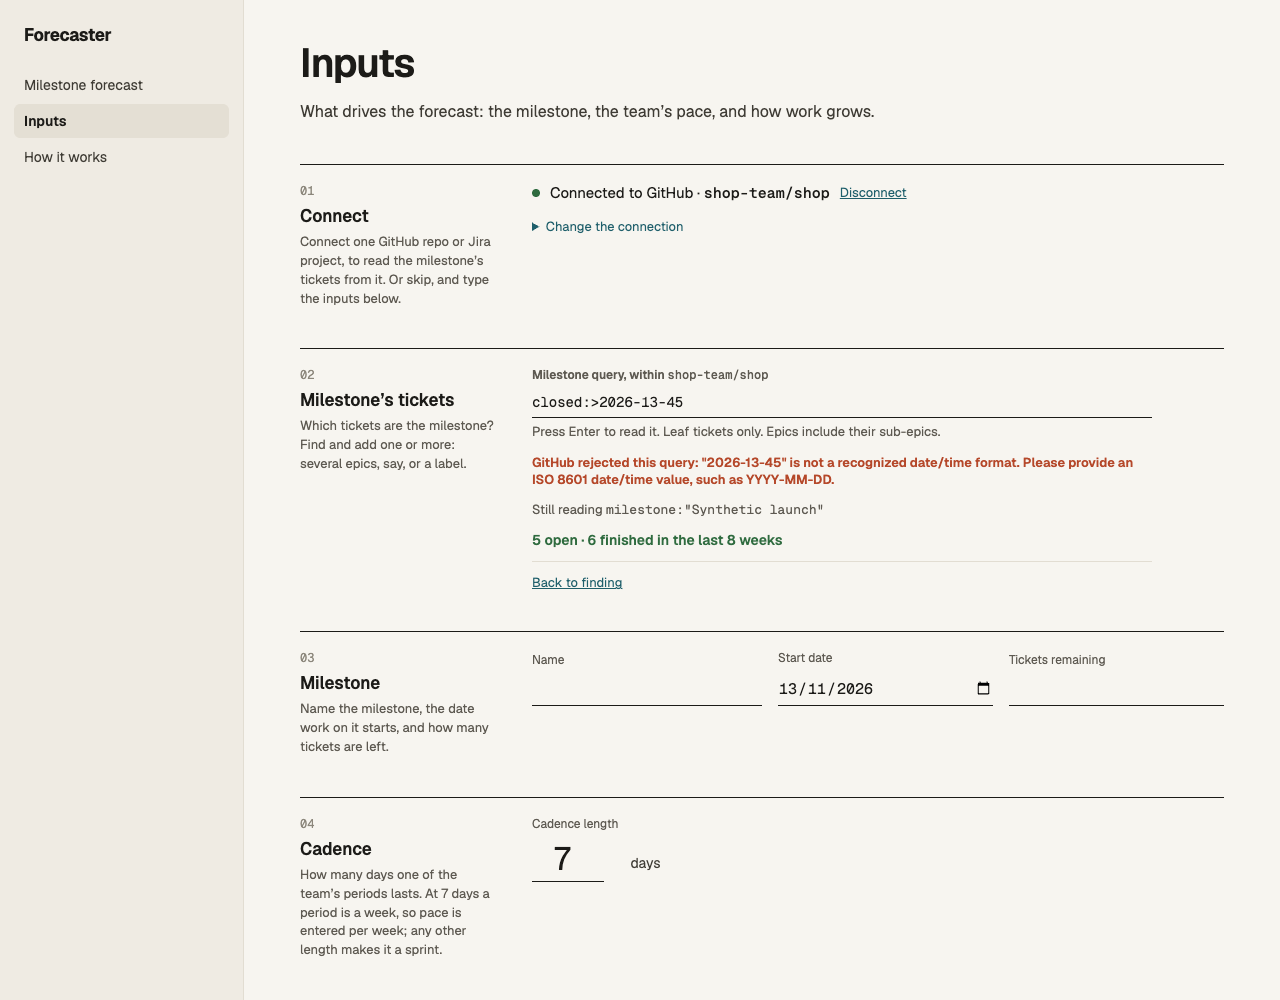 Forecaster
Milestone forecast
Inputs
How it works
Inputs
What drives the forecast: the milestone, the team’s pace, and how work grows.
01
Connect
Connect one GitHub repo or Jira
project, to read the milestone’s
tickets from it. Or skip, and type
the inputs below.
Connected to GitHub · shop-team/shop Disconnect
Change the connection
02
Milestone’s tickets
Which tickets are the milestone?
Find and add one or more:
several epics, say, or a label.
Milestone query, within shop-team/shop
closed:>2026-13-45
Press Enter to read it. Leaf tickets only. Epics include their sub-epics.
GitHub rejected this query: "2026-13-45" is not a recognized date/time format. Please provide an
ISO 8601 date/time value, such as YYYY-MM-DD.
Still reading milestone:"Synthetic launch"
5 open · 6 finished in the last 8 weeks
Back to finding
03
Milestone
Name the milestone, the date
work on it starts, and how many
tickets are left.
Name
Start date
13/11/2026
Tickets remaining
04
Cadence
How many days one of the
team’s periods lasts. At 7 days a
period is a week, so pace is
entered per week; any other
length makes it a sprint.
Cadence length
7 days